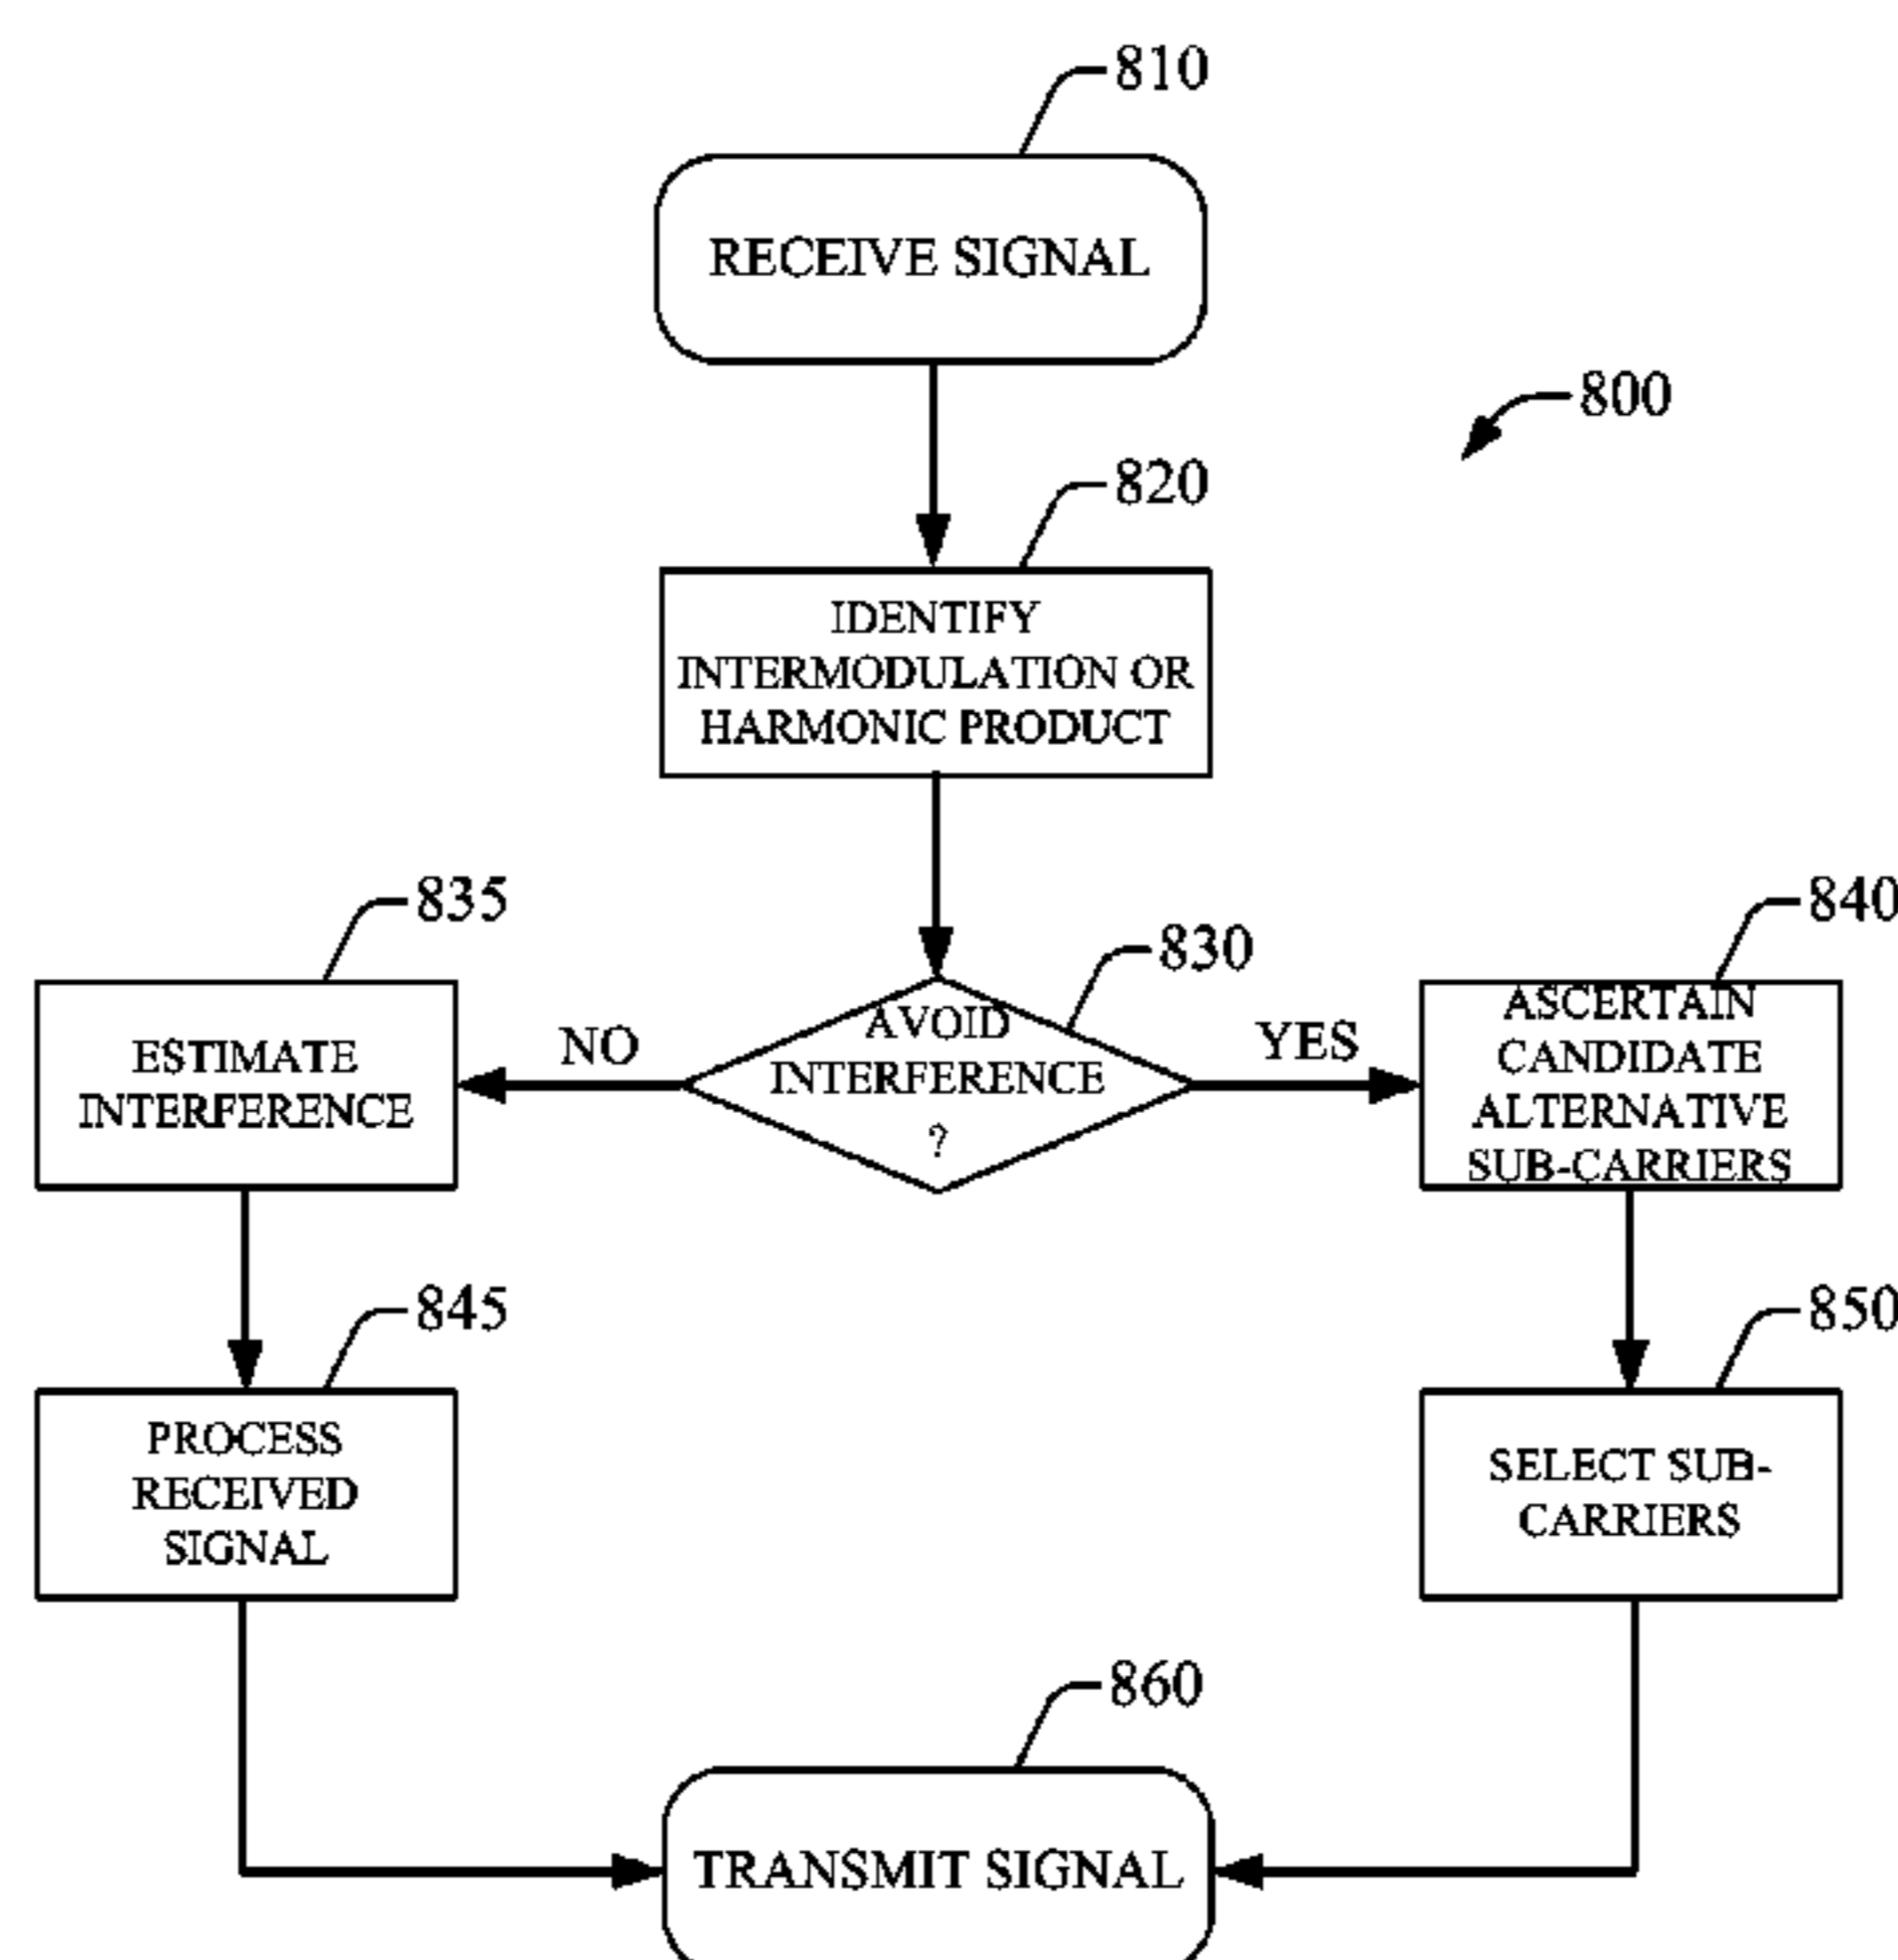 810
RECEIVE SIGNAL
800
820
IDENTIFY
INTERMODULATION OR
HARMONIC PRODUCT
835
830
840
AVOID
INTERFERENCE
?
NO
YES
ESTIMATE
INTERFERENCE
ASCERTAIN
CANDIDATE
ALTERNATIVE
SUB-CARRIERS
845
850
PROCESS
RECEIVED
SIGNAL
SELECT SUB-
CARRIERS
860
TRANSMIT SIGNAL